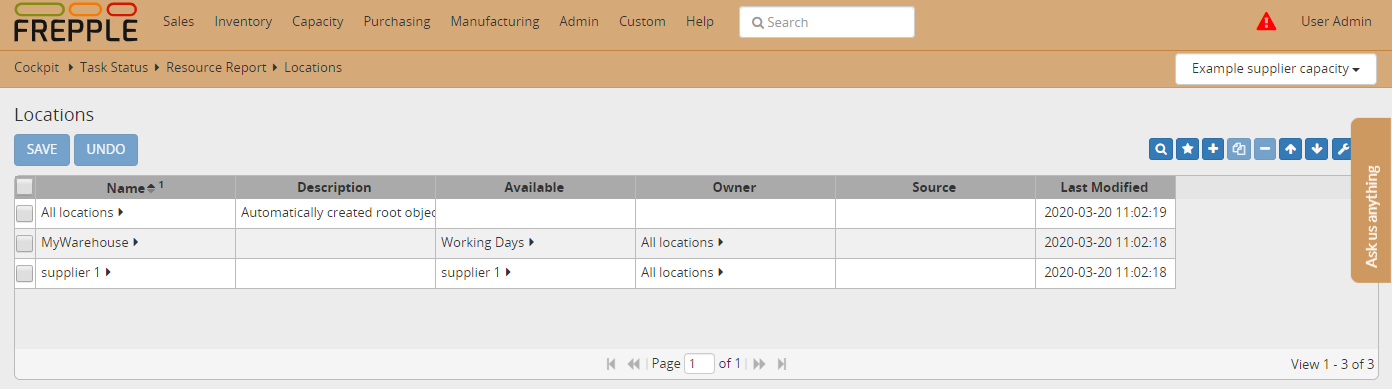 FREPPLE Sales Inventory Capacity Purchasing Manufacturing Admin Custom Help Search User Admin
Cockpit Task Status Resource Report Locations Example supplier capacity
Locations
SAVE UNDO
Ask us anything
Name 1 Description Available Owner Source Last Modified
All locations Automatically created root objec 2020-03-20 11:02:19
MyWarehouse Working Days All locations 2020-03-20 11:02:18
supplier 1 supplier 1 All locations 2020-03-20 11:02:18
Page 1 of 1 View 1 - 3 of 3